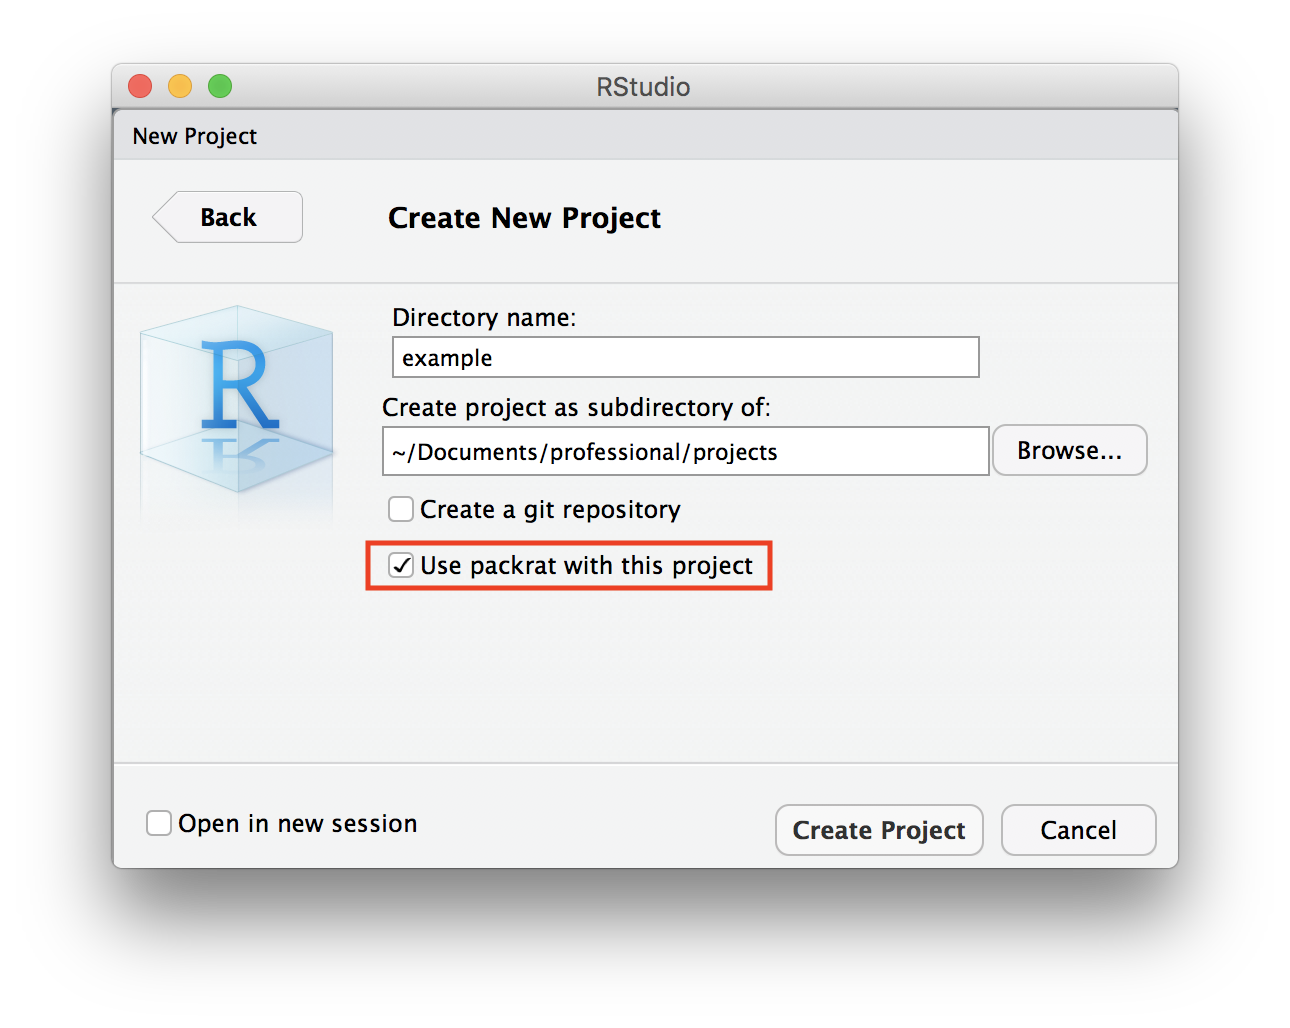 RStudio
New Project
Back
Create New Project
R
Directory name:
example
Create project as subdirectory of:
~/Documents/professional/projects
Browse...
Create a git repository
Use packrat with this project
Open in new session
Create Project
Cancel